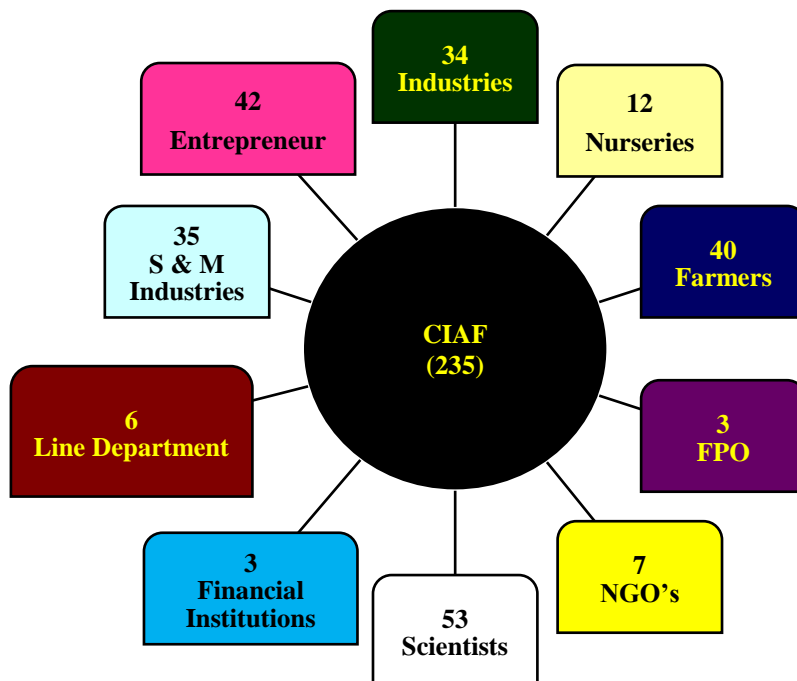 34
Industries
12
Nurseries
40
Farmers
3
FPO
7
NGO’s
53
Scientists
3
Financial
Institutions
6
Line Department
35
S & M
Industries
42
Entrepreneur
CIAF
(235)